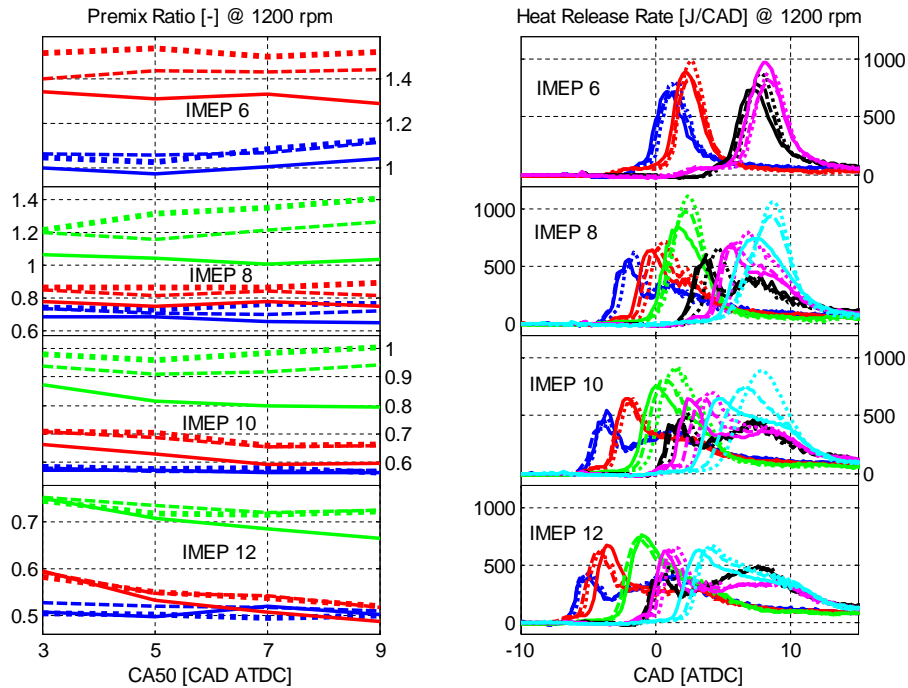 Premix Ratio [-] @ 1200 rpm
1.4
1.2
1
IMEP 6
1.4
1.2
1
0.8
0.6
IMEP 8
1
0.9
0.8
0.7
0.6
IMEP 10
0.7
0.6
0.5
IMEP 12
3
5
7
9
CA50 [CAD ATDC]
Heat Release Rate [J/CAD] @ 1200 rpm
1000
500
0
IMEP 6
1000
500
0
IMEP 8
1000
500
0
IMEP 10
1000
500
0
IMEP 12
-10
0
10
CAD [ATDC]